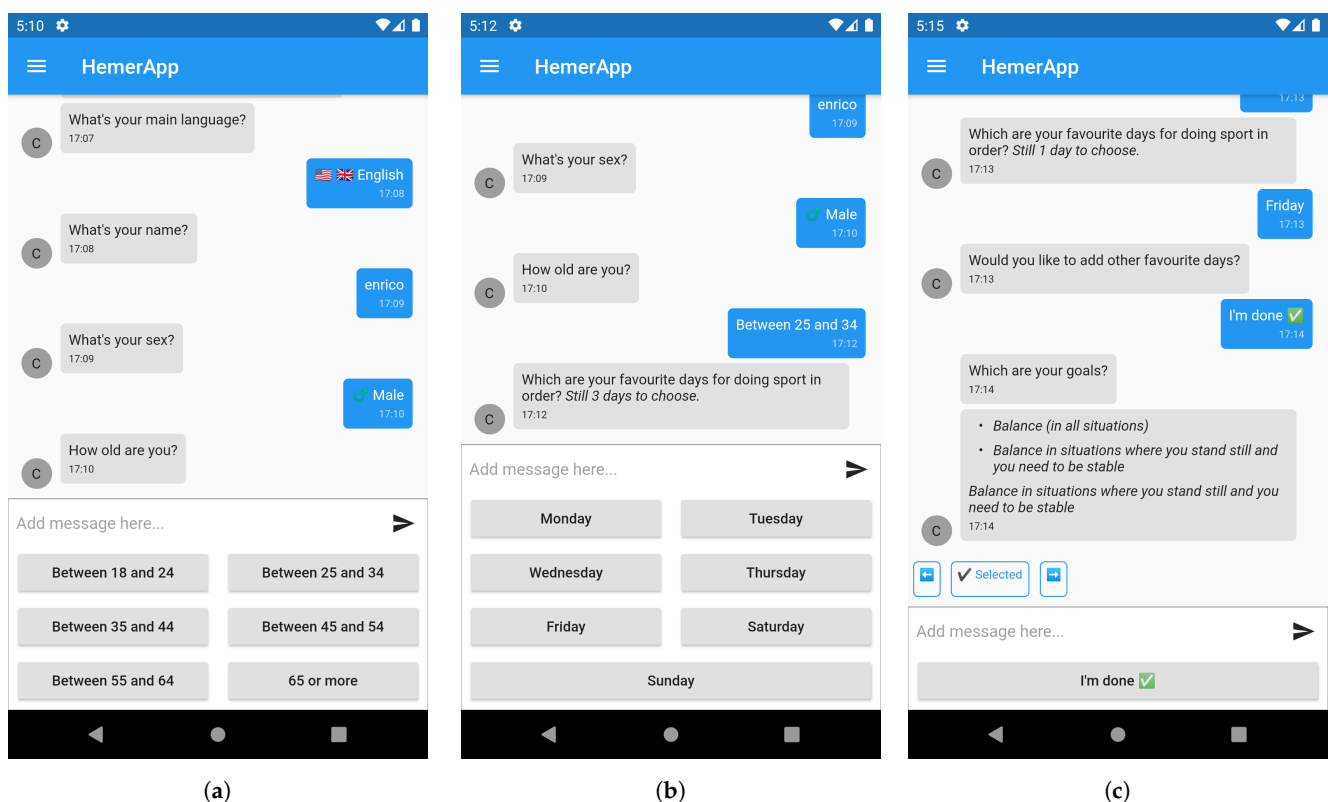 5:10
HemerApp
What's your main language?
17:07
C
🇺🇸 🇬🇧 English
17:08
What's your name?
17:08
C
enrico
17:09
What's your sex?
17:09
C
♂ Male
17:10
How old are you?
17:10
C
Add message here...
Between 18 and 24
Between 25 and 34
Between 35 and 44
Between 45 and 54
Between 55 and 64
65 or more
(a)
5:12
HemerApp
enrico
17:09
What's your sex?
17:09
C
♂ Male
17:10
How old are you?
17:10
C
Between 25 and 34
17:12
Which are your favourite days for doing sport in
order? Still 3 days to choose.
17:12
C
Add message here...
Monday
Tuesday
Wednesday
Thursday
Friday
Saturday
Sunday
(b)
5:15
HemerApp
17:13
Which are your favourite days for doing sport in
order? Still 1 day to choose.
17:13
C
Friday
17:13
Would you like to add other favourite days?
17:13
C
I'm done ✅
17:14
Which are your goals?
17:14
• Balance (in all situations)
• Balance in situations where you stand still and
you need to be stable
Balance in situations where you stand still and you
need to be stable
17:14
C
⬅ ✔ Selected ➡
Add message here...
I'm done ✅
(c)